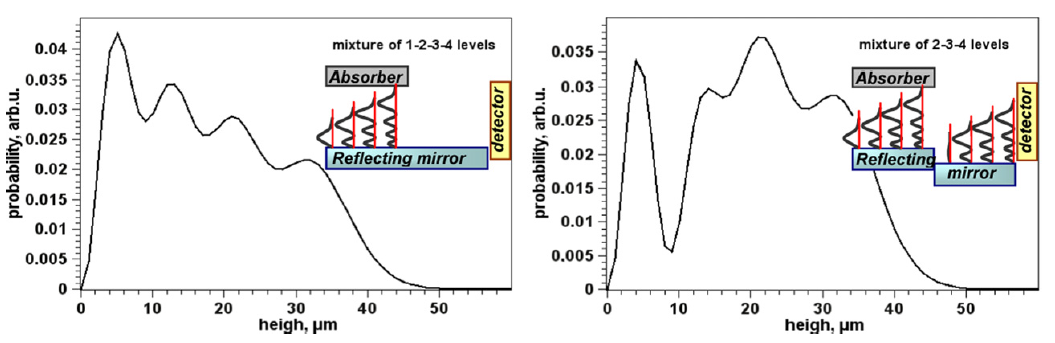 mixture of 1-2-3-4 levels
Absorber
detector
Reflecting mirror
probability, arb.u.
0.04
0.035
0.03
0.025
0.02
0.015
0.01
0.005
0
0 10 20 30 40 50
heigh, µm
mixture of 2-3-4 levels
Absorber
detector
Reflecting
mirror
probability, arb.u.
0.035
0.03
0.025
0.02
0.015
0.01
0.005
0
0 10 20 30 40 50
heigh, µm